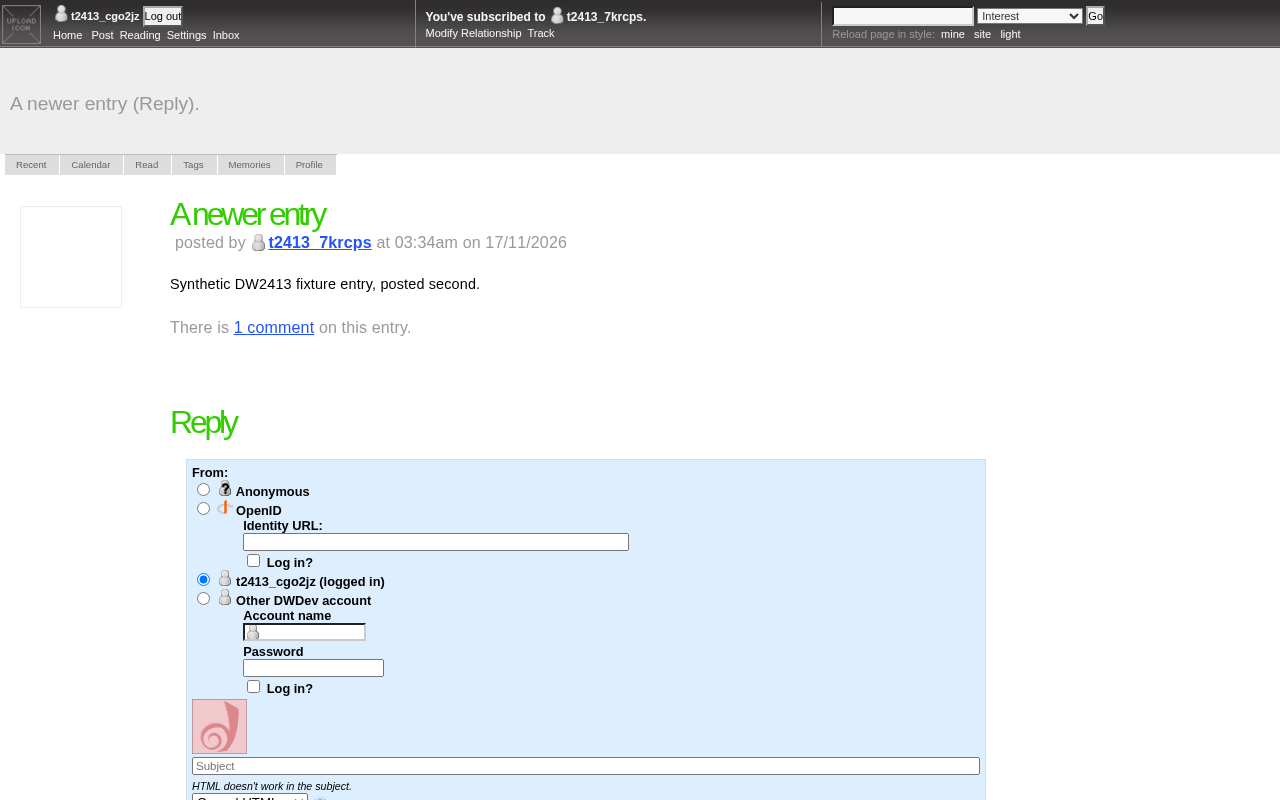 UPLOAD ICON
t2413_cgo2jz Log out
Home Post Reading Settings Inbox
You've subscribed to t2413_7krcps.
Modify Relationship Track
Interest Go
Reload page in style: mine site light
A newer entry (Reply).
Recent Calendar Read Tags Memories Profile
A newer entry
posted by t2413_7krcps at 03:34am on 17/11/2026
Synthetic DW2413 fixture entry, posted second.
There is 1 comment on this entry.
Reply
From:
? Anonymous
OpenID
Identity URL:
Log in?
t2413_cgo2jz (logged in)
Other DWDev account
Account name
Password
Log in?
Subject
HTML doesn't work in the subject.